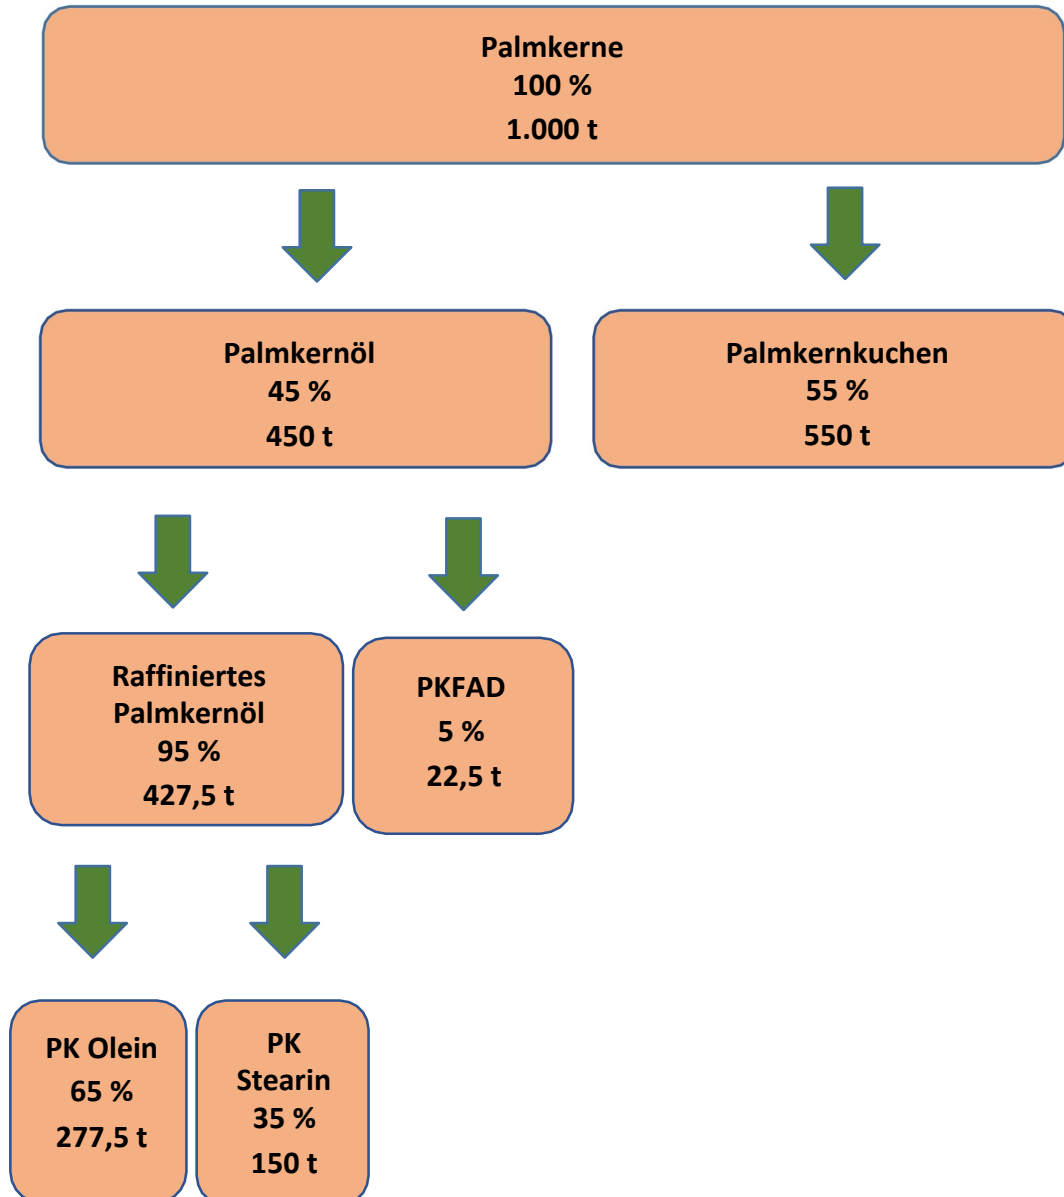 Palmkerne
100 %
1.000 t
Palmkernöl
45 %
450 t
Palmkernkuchen
55 %
550 t
Raffiniertes
Palmkernöl
95 %
427,5 t
PKFAD
5 %
22,5 t
PK Olein
65 %
277,5 t
PK
Stearin
35 %
150 t